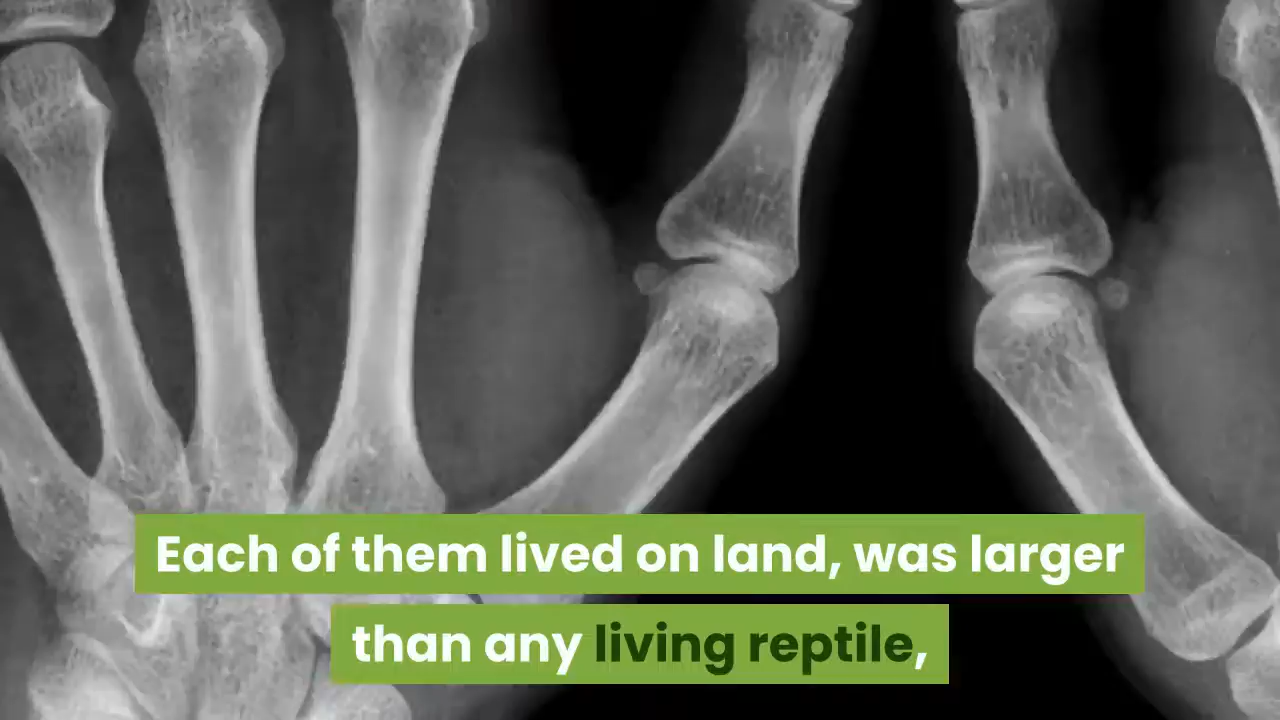 Each of them lived on land, was larger
than any living reptile,